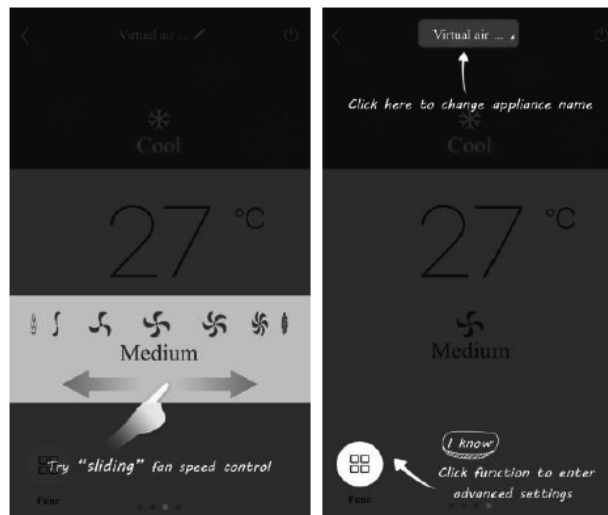 Virtual air ...
Cool
27 °C
Medium
Try “sliding” fan speed control
Func
Virtual air ...
Click here to change appliance name
Cool
27 °C
Medium
I know
Click function to enter
advanced settings
Func